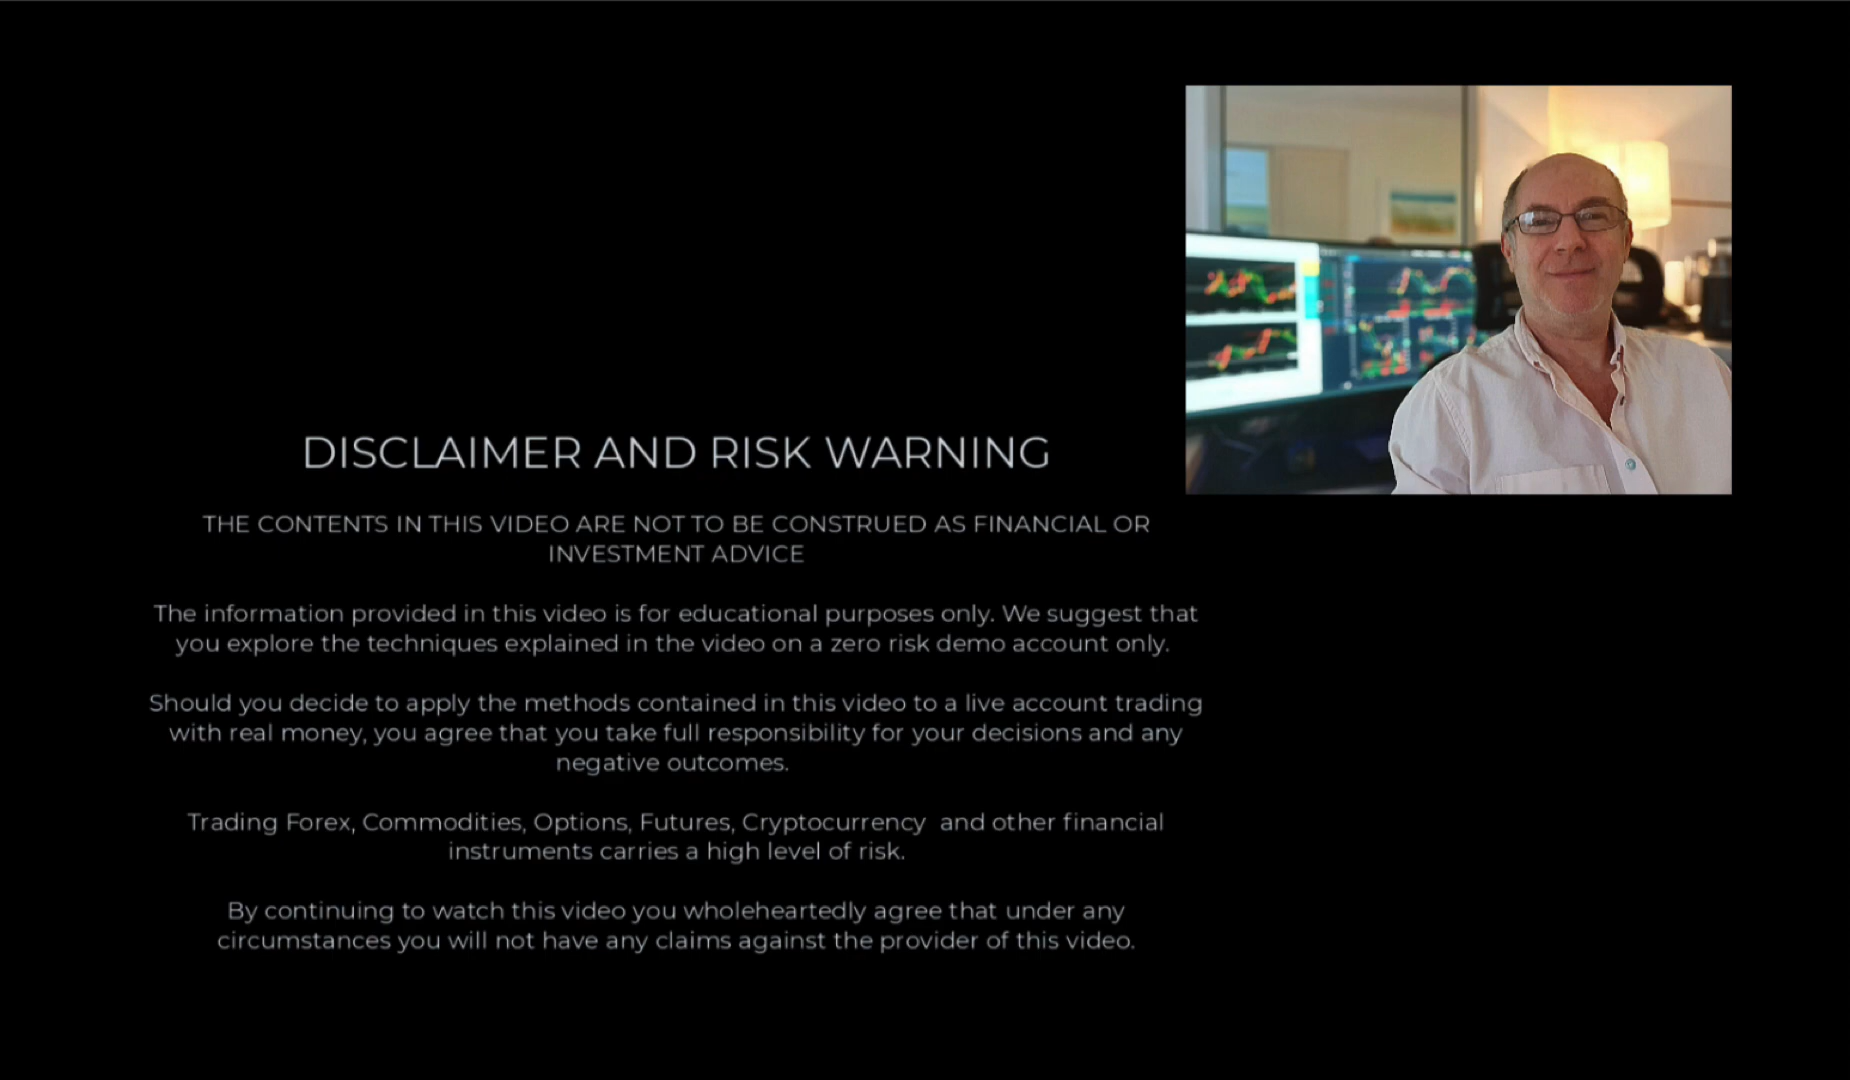 DISCLAIMER AND RISK WARNING
THE CONTENTS IN THIS VIDEO ARE NOT TO BE CONSTRUED AS FINANCIAL OR
INVESTMENT ADVICE
The information provided in this video is for educational purposes only. We suggest that
you explore the techniques explained in the video on a zero risk demo account only.
Should you decide to apply the methods contained in this video to a live account trading
with real money, you agree that you take full responsibility for your decisions and any
negative outcomes.
Trading Forex, Commodities, Options, Futures, Cryptocurrency  and other financial
instruments carries a high level of risk.
By continuing to watch this video you wholeheartedly agree that under any
circumstances you will not have any claims against the provider of this video.